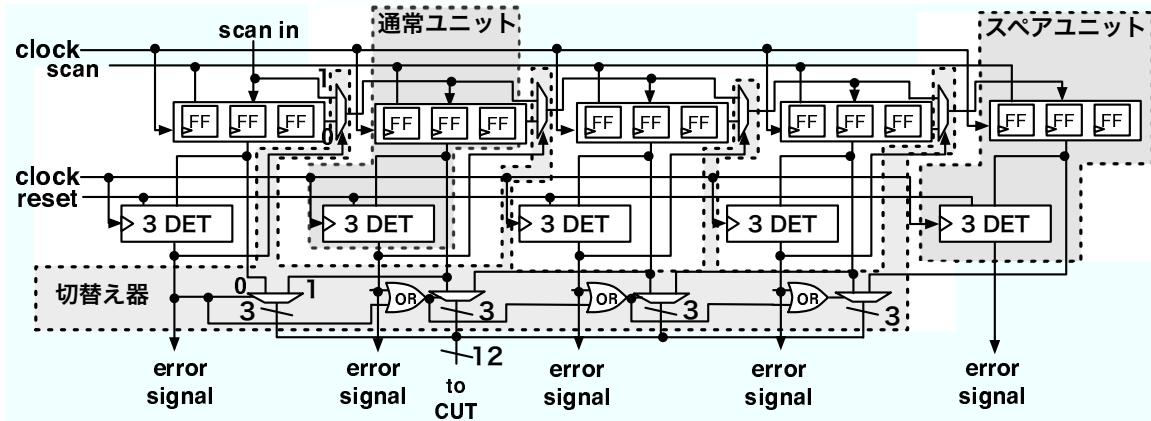 通常ユニット
スペアユニット
scan in
clock
scan
1
FF FF FF
FF FF FF
FF FF FF
FF FF FF
FF FF FF
0
clock
reset
3 DET
3 DET
3 DET
3 DET
3 DET
切替え器
0
1
3
OR
3
OR
3
OR
3
12
error
signal
error
signal
to
CUT
error
signal
error
signal
error
signal